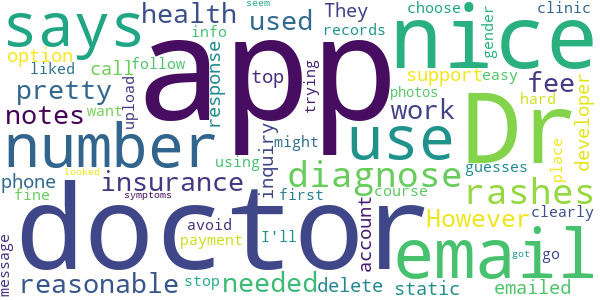 says health used They choose clinic
app nice
option info records seem gender
liked call follow response top trying photos support easy fee
pretty want upload hard developer
notes work
number use Dr
inquiry might guesses place
phone insurance diagnose rashes
fine looked using first course
symptoms account However clearly
doctor avoid I'll email got go
message payment
reasonable stop needed delete static emailed